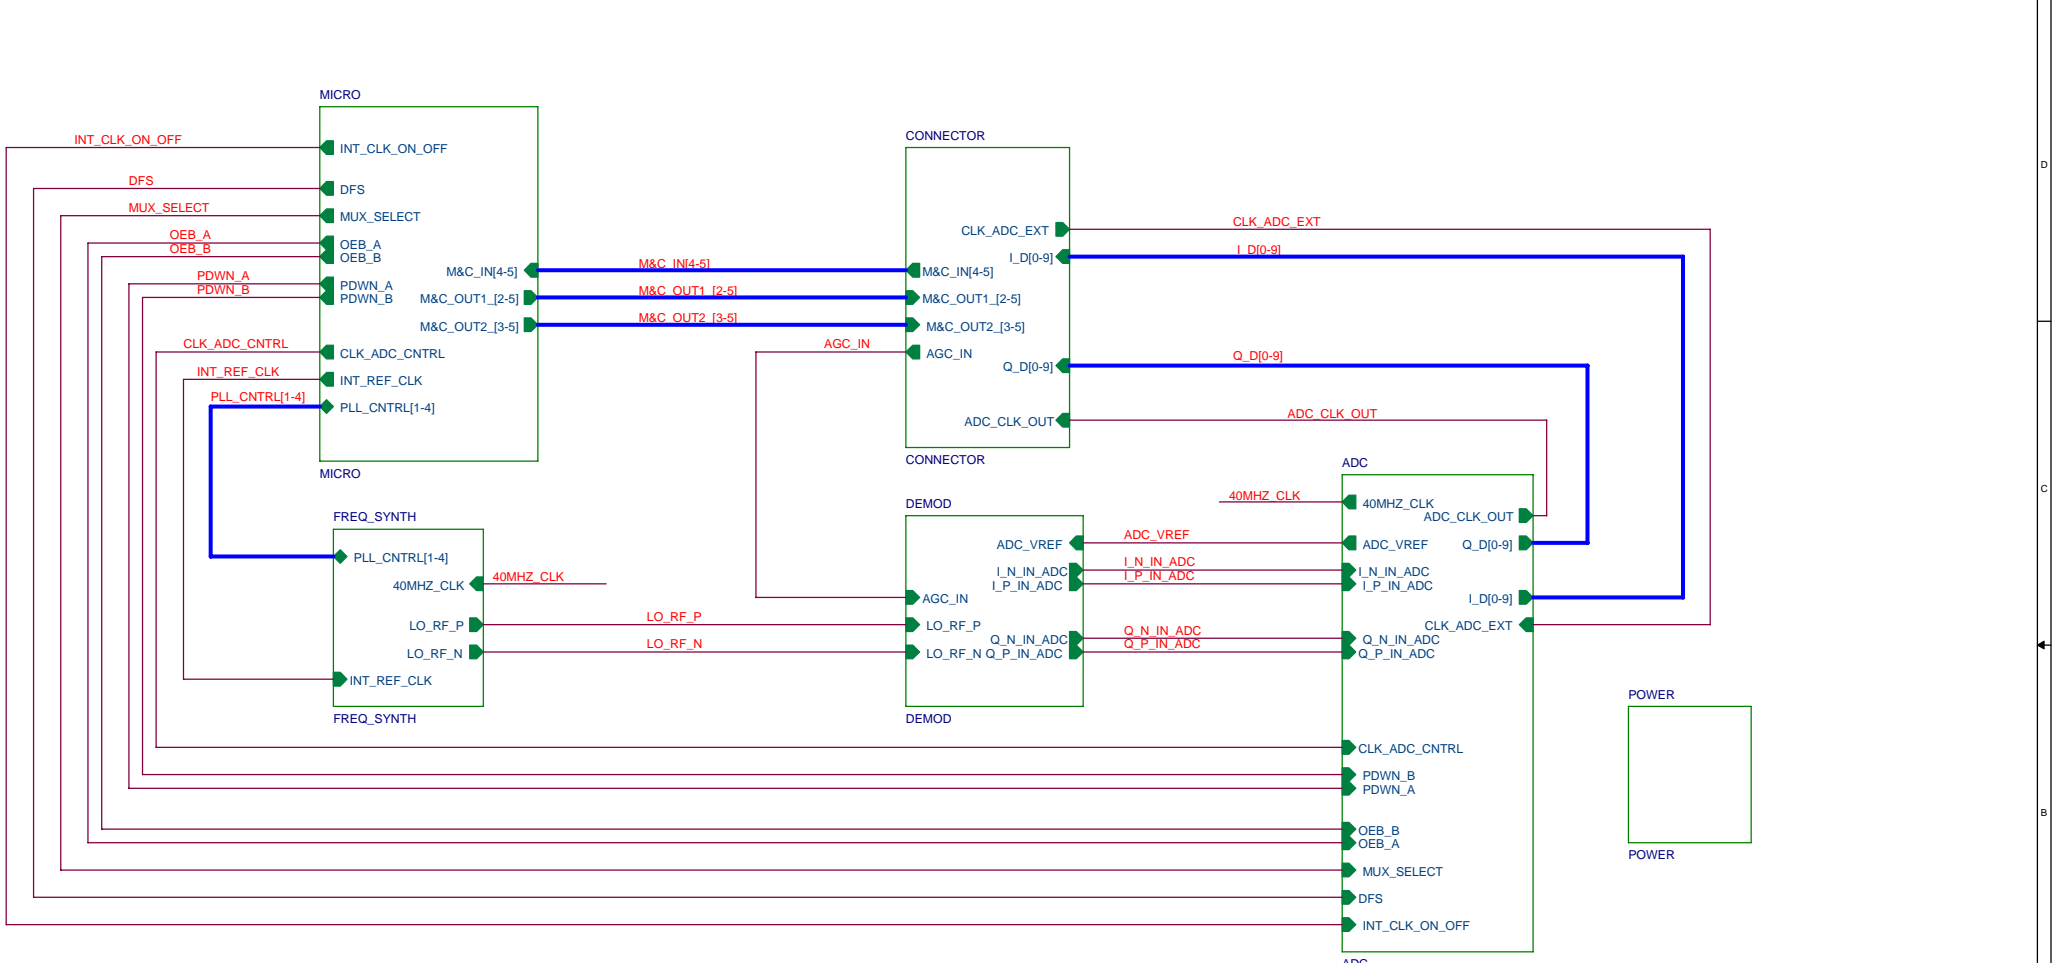 MICRO
INT_CLK_ON_OFF
INT_CLK_ON_OFF
DFS
DFS
MUX_SELECT
MUX_SELECT
OEB_A
OEB_A
OEB_B
OEB_B
PDWN_A
PDWN_A
PDWN_B
PDWN_B
M&C_IN[4-5]
M&C_OUT1_[2-5]
M&C_OUT2_[3-5]
CLK_ADC_CNTRL
CLK_ADC_CNTRL
INT_REF_CLK
INT_REF_CLK
PLL_CNTRL[1-4]
PLL_CNTRL[1-4]
MICRO
M&C_IN[4-5]
M&C_OUT1_[2-5]
M&C_OUT2_[3-5]
AGC_IN
CONNECTOR
CLK_ADC_EXT
I_D[0-9]
M&C_IN[4-5]
M&C_OUT1_[2-5]
M&C_OUT2_[3-5]
AGC_IN
Q_D[0-9]
ADC_CLK_OUT
CONNECTOR
CLK_ADC_EXT
I_D[0-9]
Q_D[0-9]
ADC_CLK_OUT
FREQ_SYNTH
PLL_CNTRL[1-4]
40MHZ_CLK
40MHZ_CLK
LO_RF_P
LO_RF_P
LO_RF_N
LO_RF_N
INT_REF_CLK
FREQ_SYNTH
DEMOD
ADC_VREF
I_N_IN_ADC
I_P_IN_ADC
AGC_IN
LO_RF_P
Q_N_IN_ADC
LO_RF_N Q_P_IN_ADC
DEMOD
40MHZ_CLK
ADC_VREF
I_N_IN_ADC
I_P_IN_ADC
Q_N_IN_ADC
Q_P_IN_ADC
ADC
40MHZ_CLK
ADC_CLK_OUT
ADC_VREF
Q_D[0-9]
I_N_IN_ADC
I_P_IN_ADC
I_D[0-9]
CLK_ADC_EXT
Q_N_IN_ADC
Q_P_IN_ADC
CLK_ADC_CNTRL
PDWN_B
PDWN_A
OEB_B
OEB_A
MUX_SELECT
DFS
INT_CLK_ON_OFF
ADC
POWER
POWER
D
C
B